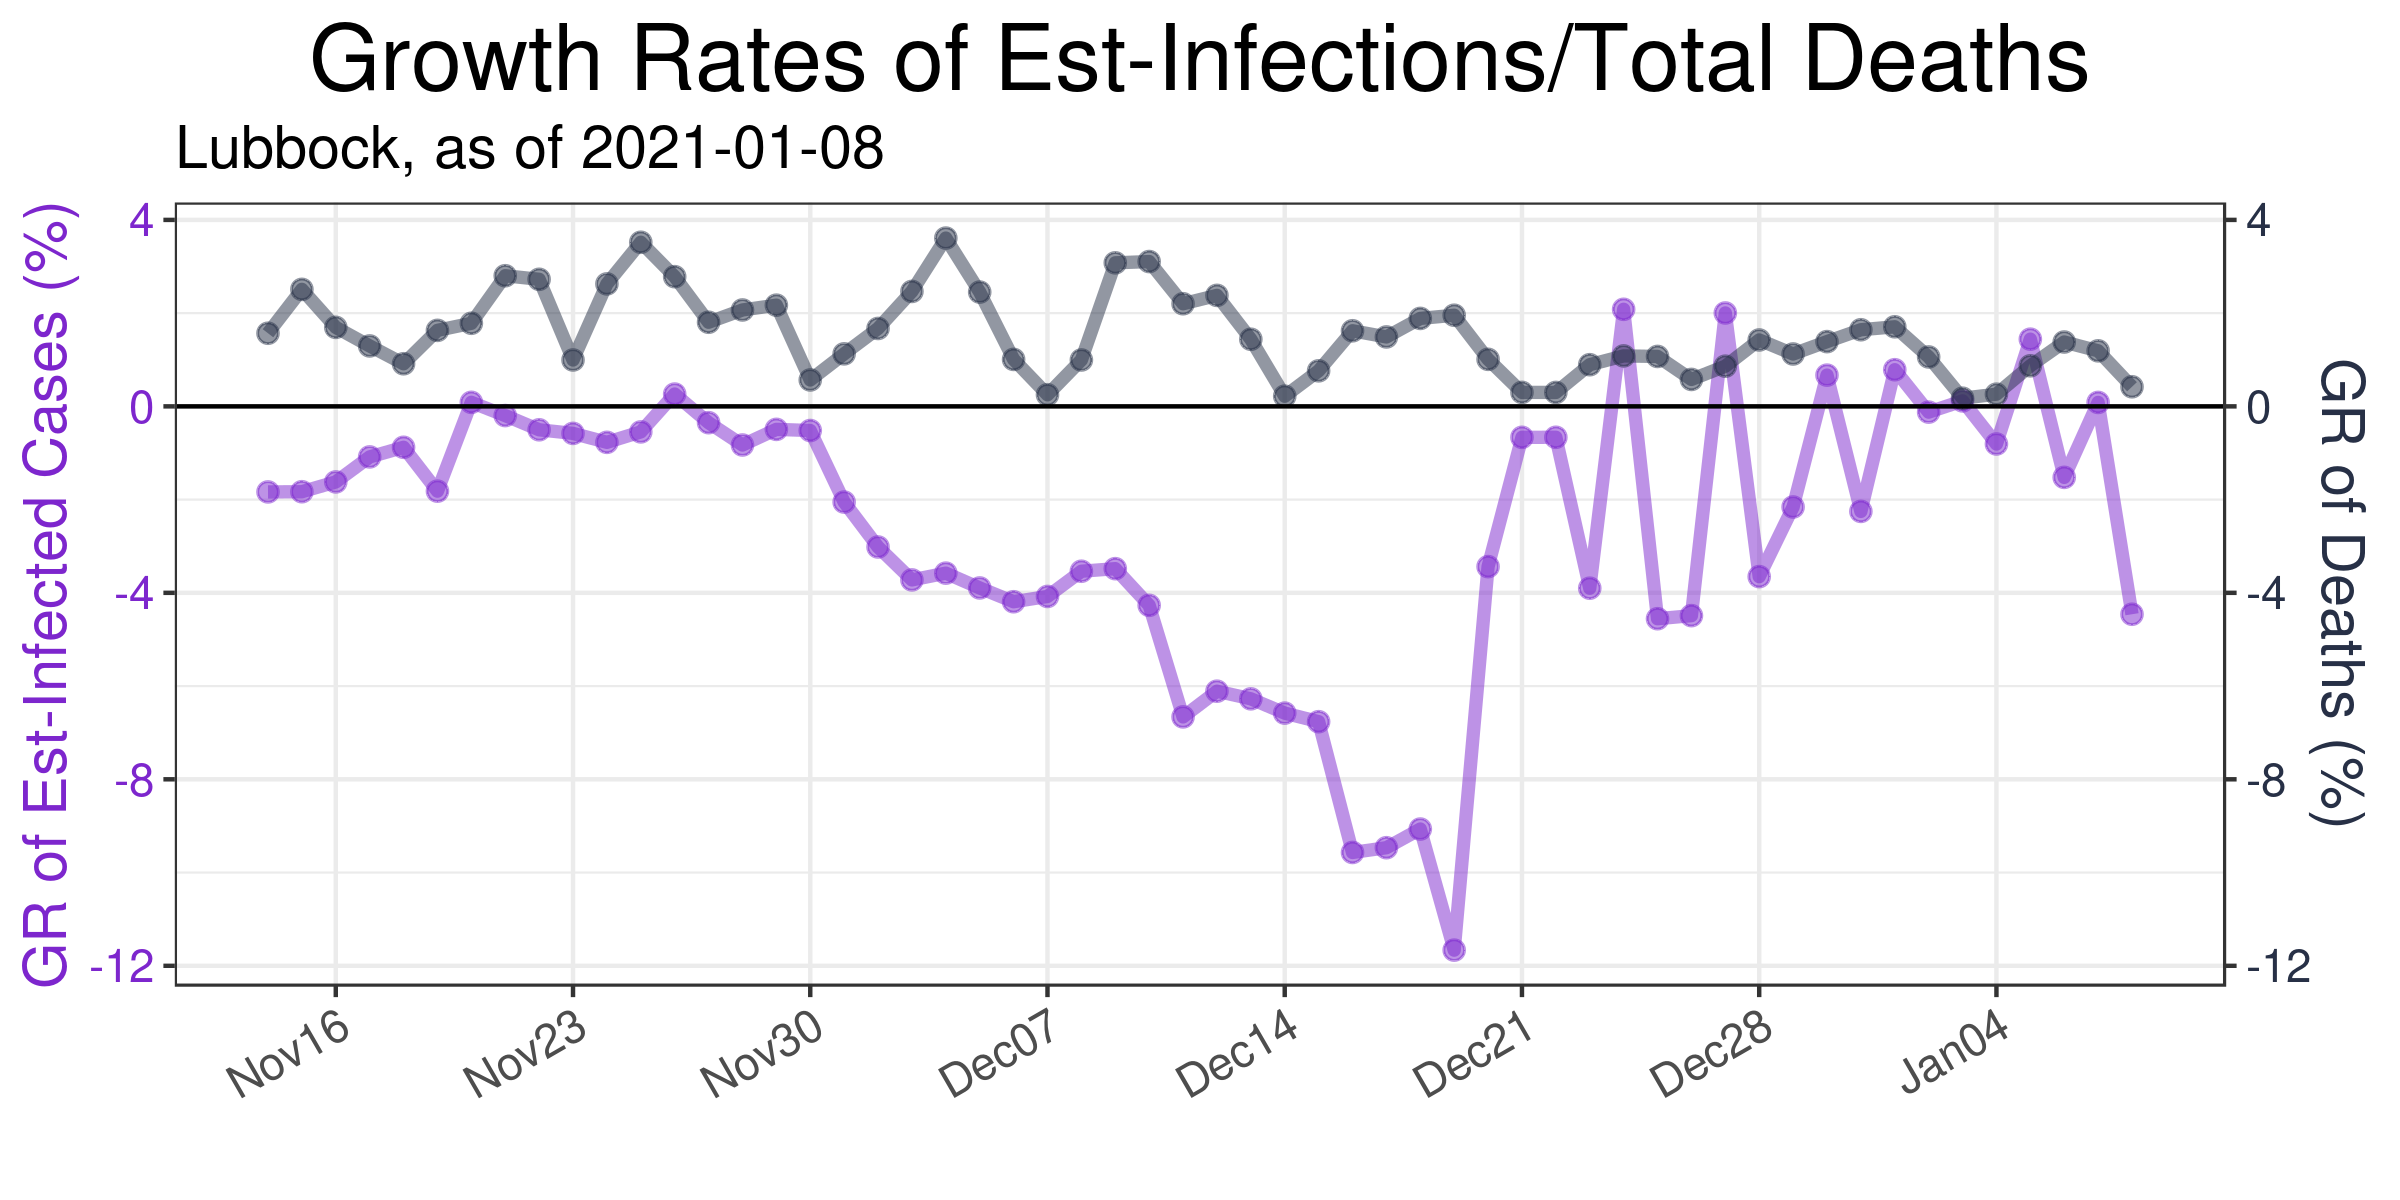 Growth Rates of Est-Infections/Total Deaths
Lubbock, as of 2021-01-08
GR of Est-Infected Cases (%)
4
0
-4
-8
-12
4
0
-4
-8
-12
GR of Deaths (%)
Nov16
Nov23
Nov30
Dec07
Dec14
Dec21
Dec28
Jan04